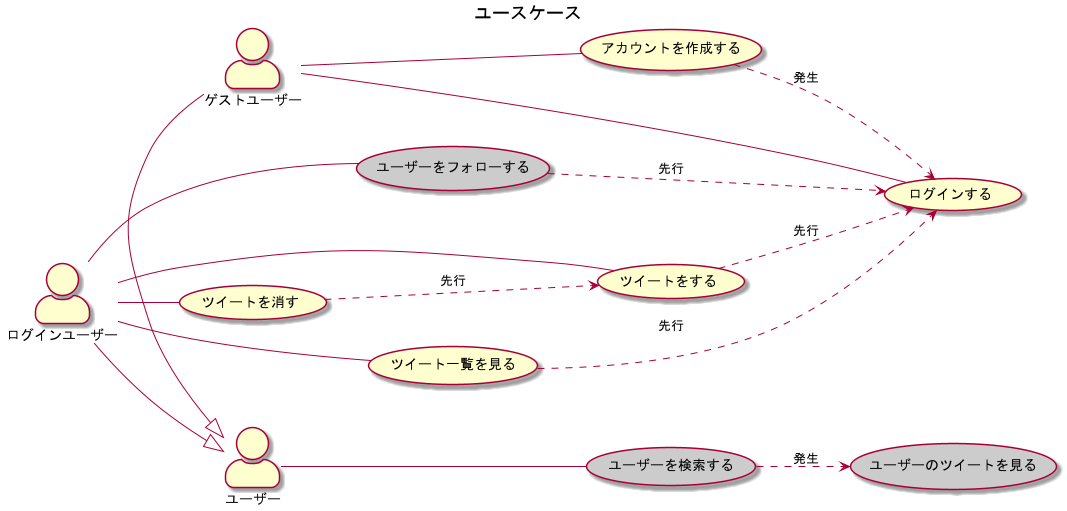 ユースケース
アカウントを作成する
発生
ゲストユーザー
ユーザーをフォローする
先行
ログインする
先行
ツイートをする
先行
ツイートを消す
先行
ログインユーザー
ツイート一覧を見る
ユーザーを検索する
発生
ユーザーのツイートを見る
ユーザー